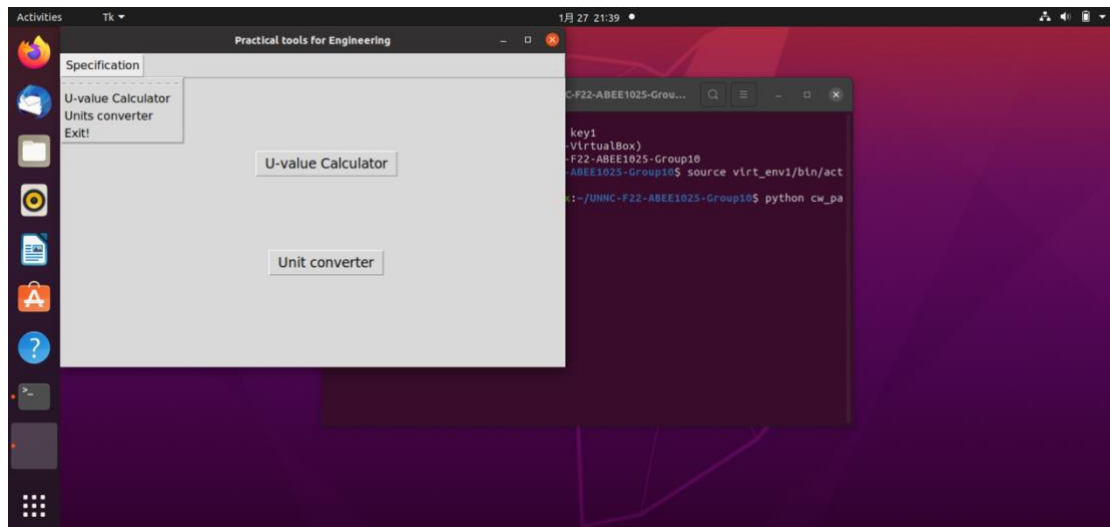 Activities
Tk
1月 27 21:39
Practical tools for Engineering
Specification
U-value Calculator
Units converter
Exit!
U-value Calculator
Unit converter
C-F22-ABEE1025-Grou...
key1
-VirtualBox)
-F22-ABEE1025-Group10
-ABEE1025-Group10$ source virt_env1/bin/act
x:~/UNNC-F22-ABEE1025-Group10$ python cw_pa